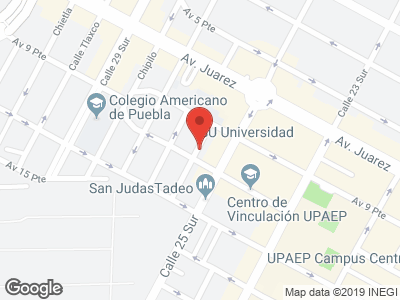 Chietla
Av 9 Pte
Calle Tlaxco
Calle 29 Sur
Chipilo
Av 5 Pte
Av. Juarez
Calle 23 Sur
Colegio Americano
de Puebla
U Universidad
Av. Juarez
Av 15 Pte
San JudasTadeo
Centro de
Vinculación UPAEP
Av 9 Pte
Calle 25 Sur
UPAEP Campus Centr
Google
Map data ©2019 INEGI